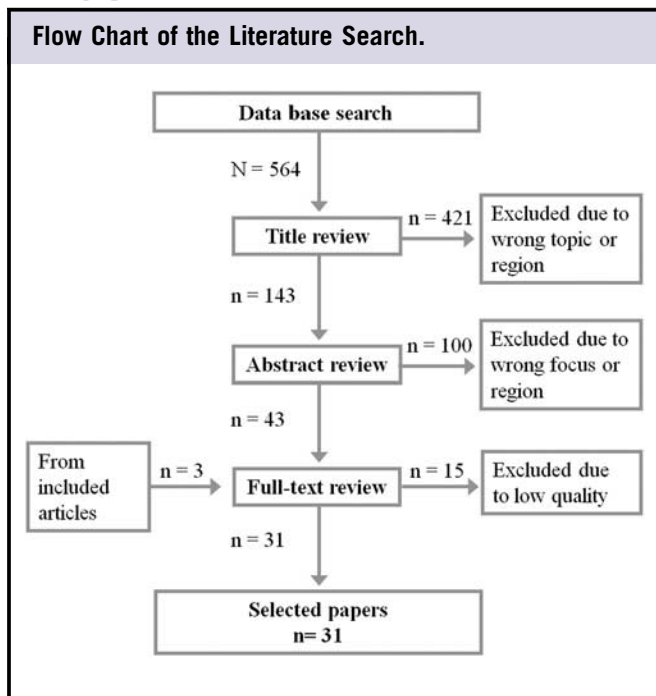 Flow Chart of the Literature Search.
Data base search
N = 564
Title review
n = 421
Excluded due to
wrong topic or
region
n = 143
Abstract review
n = 100
Excluded due to
wrong focus or
region
n = 43
From
included
articles
n = 3
Full-text review
n = 15
Excluded due
to low quality
n = 31
Selected papers
n= 31